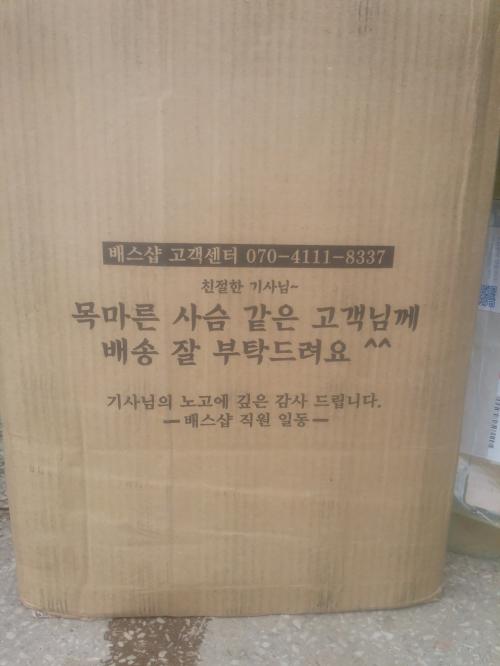 배스샵 고객센터 070-4111-8337
친절한 기사님~
목마른 사슴 같은 고객님께
배송 잘 부탁드려요 ^^
기사님의 노고에 깊은 감사 드립니다.
ー배스샵 직원 일동ー